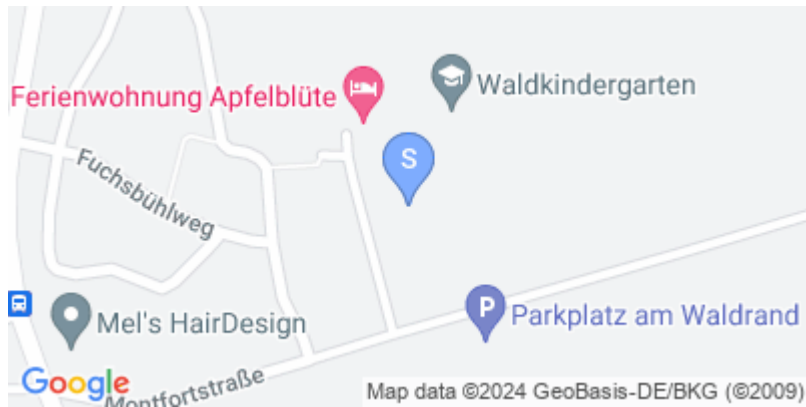 Waldkindergarten
Ferienwohnung Apfelblüte
S
Fuchsbühlweg
P
Parkplatz am Waldrand
Mel's HairDesign
Google
Montfortstraße
Map data ©2024 GeoBasis-DE/BKG (©2009)